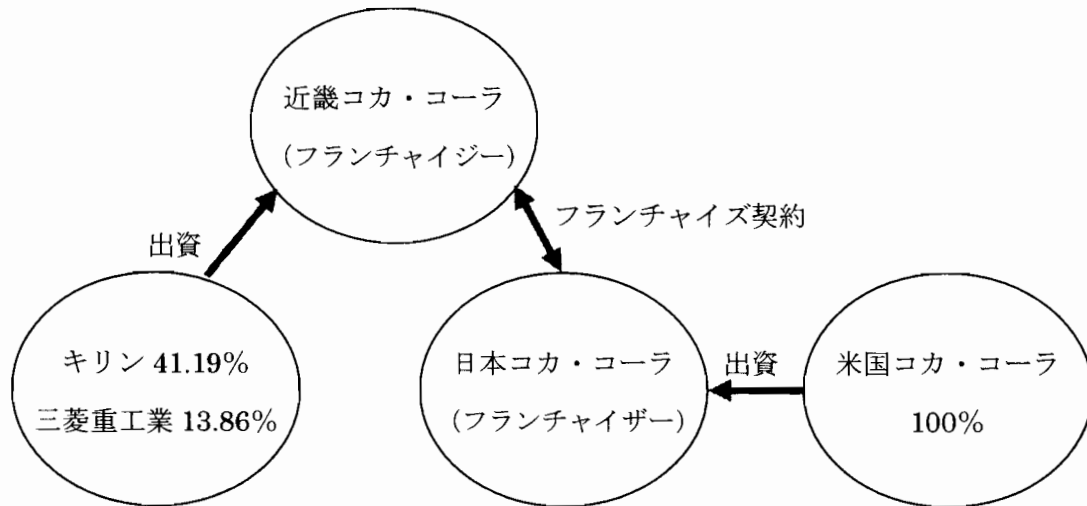 近畿コカ・コーラ
(フランチャイジー)
フランチャイズ契約
出資
キリン 41.19%
三菱重工業 13.86%
日本コカ・コーラ
(フランチャイザー)
出資
米国コカ・コーラ
100%